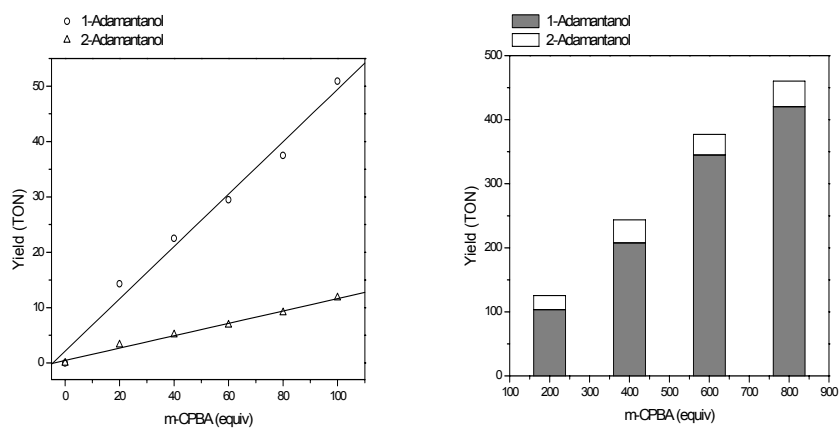 1-Adamantanol
2-Adamantanol
50
40
30
20
10
0
Yield (TON)
0 20 40 60 80 100
m-CPBA (equiv)
1-Adamantanol
2-Adamantanol
500
400
300
200
100
0
Yield (TON)
100 200 300 400 500 600 700 800 900
m-CPBA (equiv)